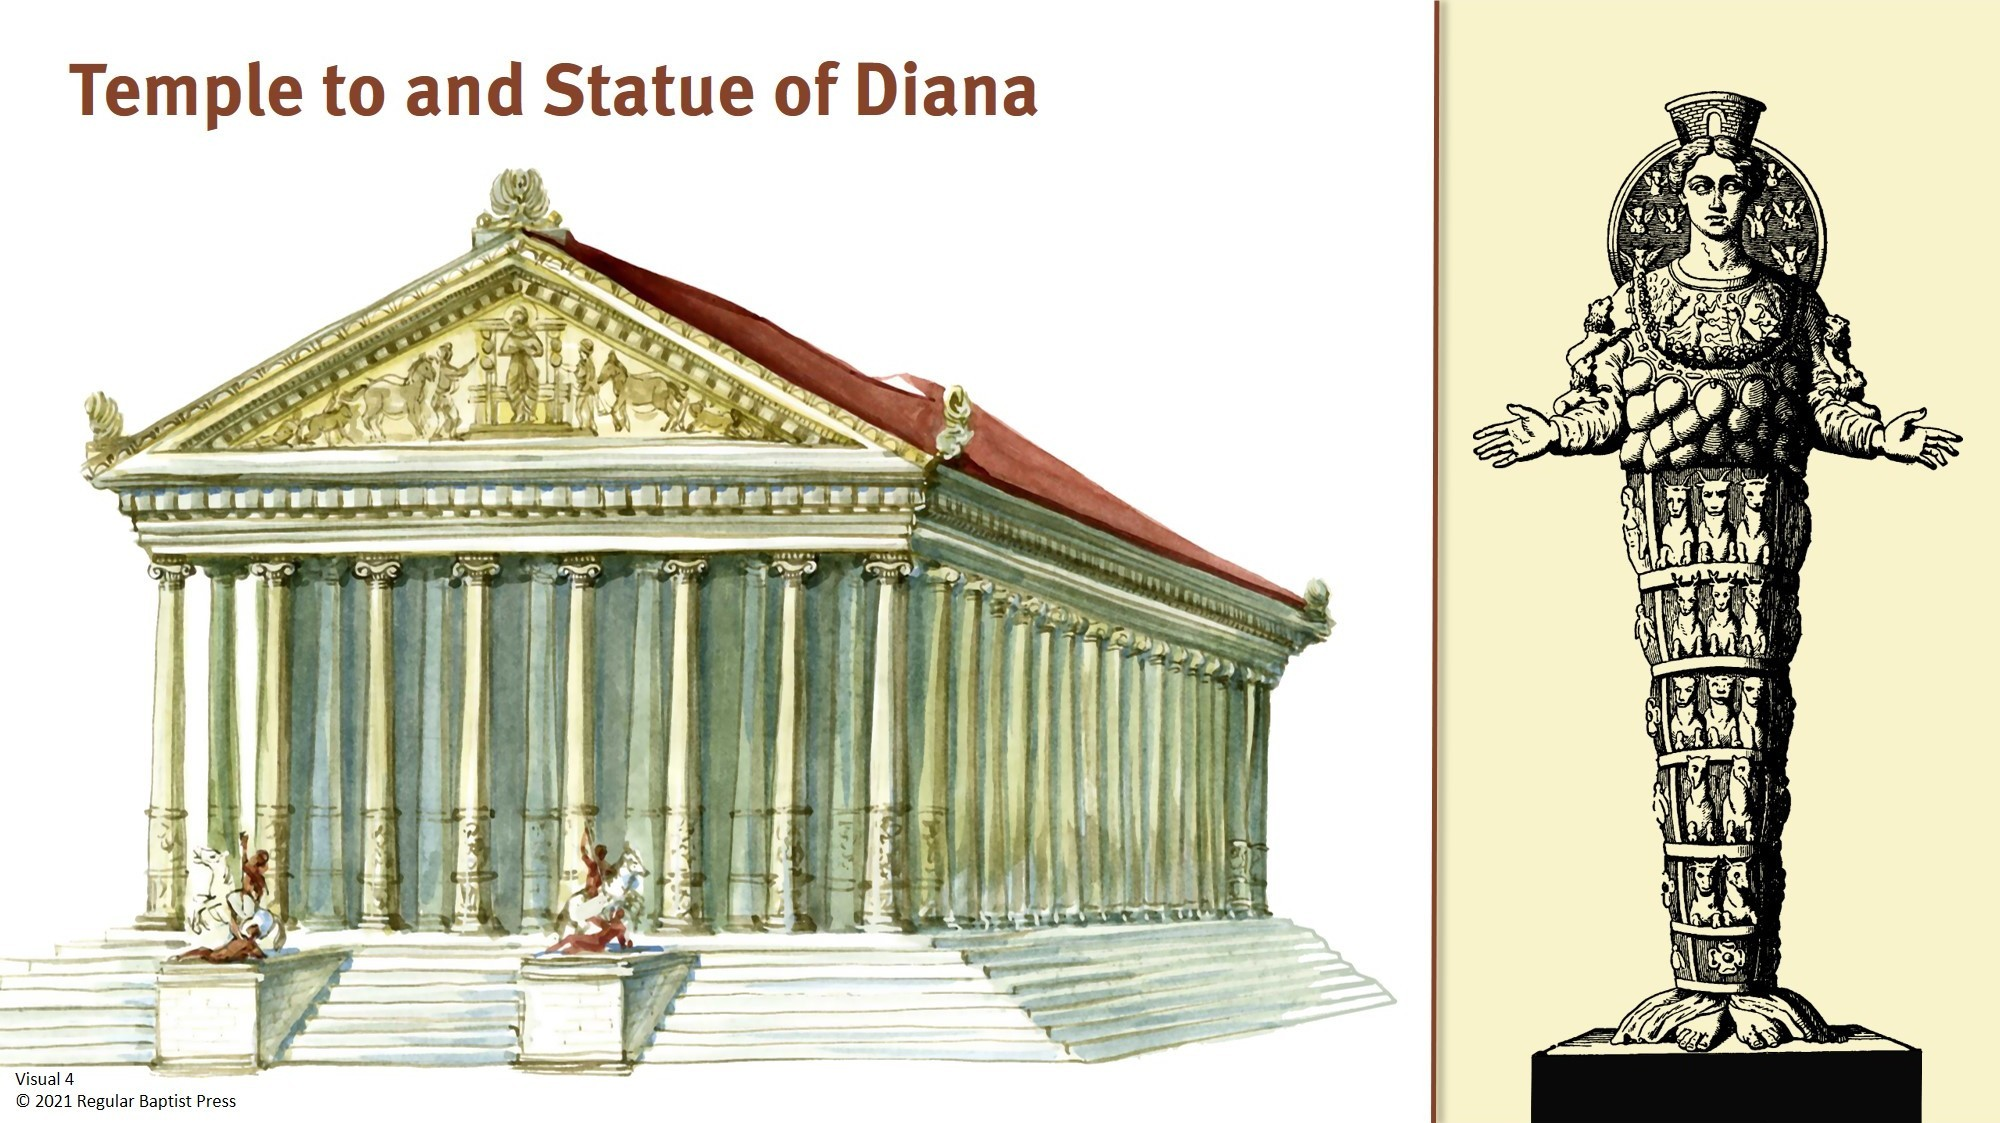 Temple to and Statue of Diana
Visual 4
© 2021 Regular Baptist Press